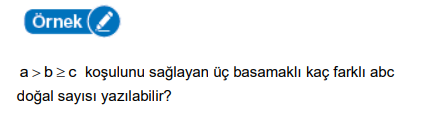 Örnek
a > b ≥ c koşulunu sağlayan üç basamaklı kaç farklı abc
doğal sayısı yazılabilir?